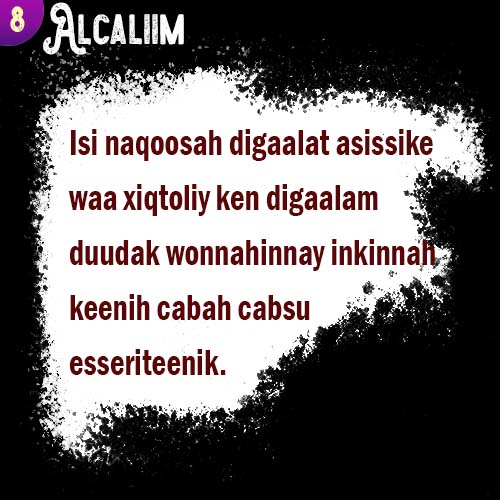 8
Alcaliim
Isi naqoosah digaalat asissike
waa xiqtoliy ken digaalam
duudak wonnahinnay inkinnah
keenih cabah cabsu
esseriteenik.